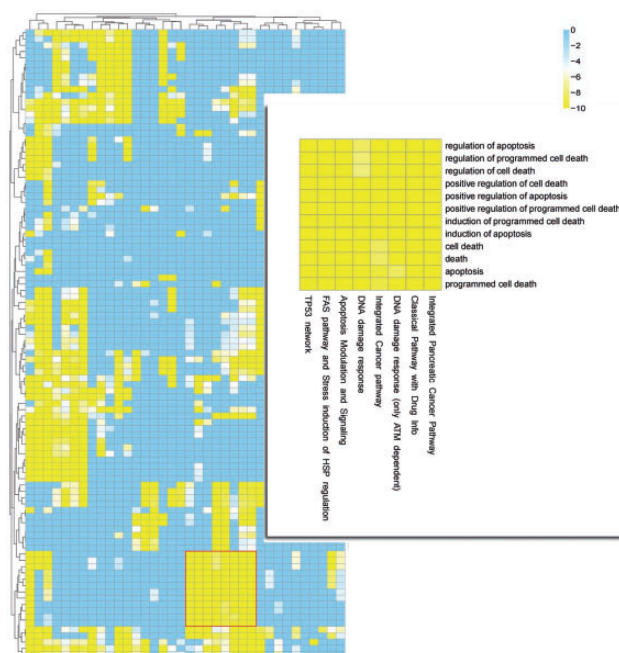 0
−2
−4
−6
−8
−10
regulation of apoptosis
regulation of programmed cell death
regulation of cell death
positive regulation of cell death
positive regulation of apoptosis
positive regulation of programmed cell death
induction of programmed cell death
induction of apoptosis
cell death
death
apoptosis
programmed cell death
TP53 network
FAS pathway and Stress induction of HSP regulation
Apoptosis Modulation and Signaling
DNA damage response
Integrated Cancer pathway
DNA damage response (only ATM dependent)
Classical Pathway with Drug Info
Integrated Pancreatic Cancer Pathway